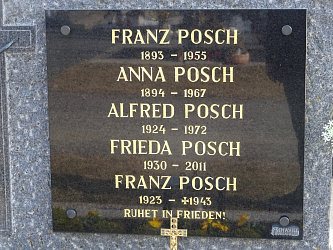 FRANZ POSCH
1893 - 1955
ANNA POSCH
1894 - 1967
ALFRED POSCH
1924 - 1972
FRIEDA POSCH
1930 - 2011
FRANZ POSCH
1923 - ✝1943
RUHET IN FRIEDEN!